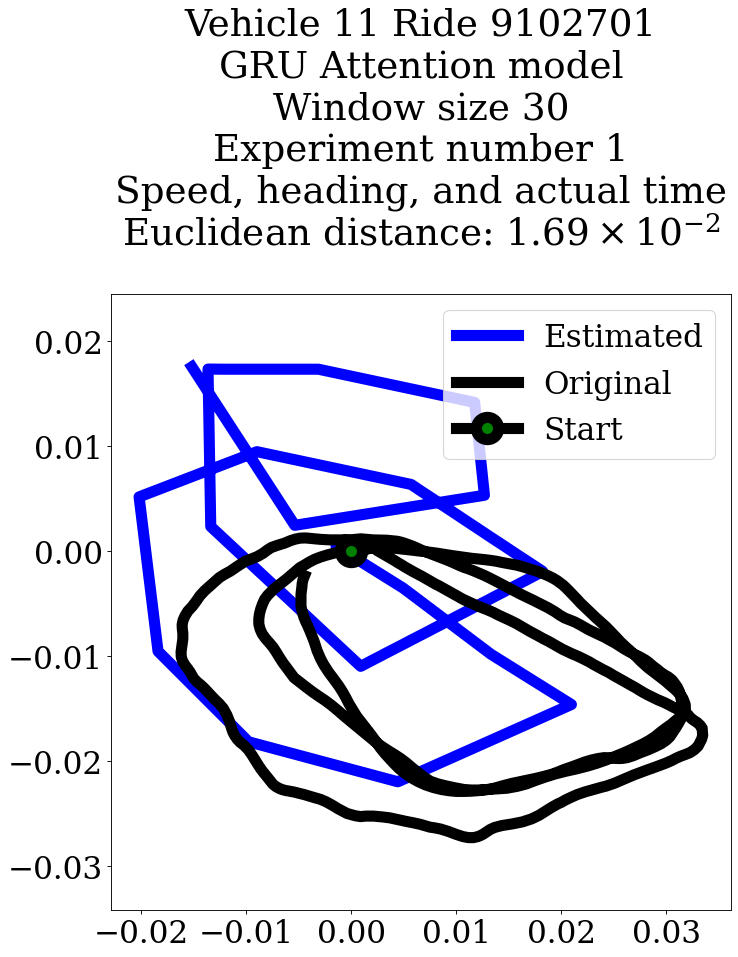 Vehicle 11 Ride 9102701
GRU Attention model
Window size 30
Experiment number 1
Speed, heading, and actual time
Euclidean distance: 1.69 × 10⁻²
Estimated
Original
Start
0.02
0.01
0.00
−0.01
−0.02
−0.03
−0.02 −0.01 0.00 0.01 0.02 0.03